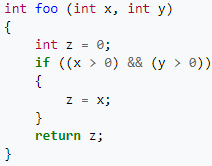 int foo (int x, int y)
{
    int z = 0;
    if ((x > 0) && (y > 0))
    {
        z = x;
    }
    return z;
}